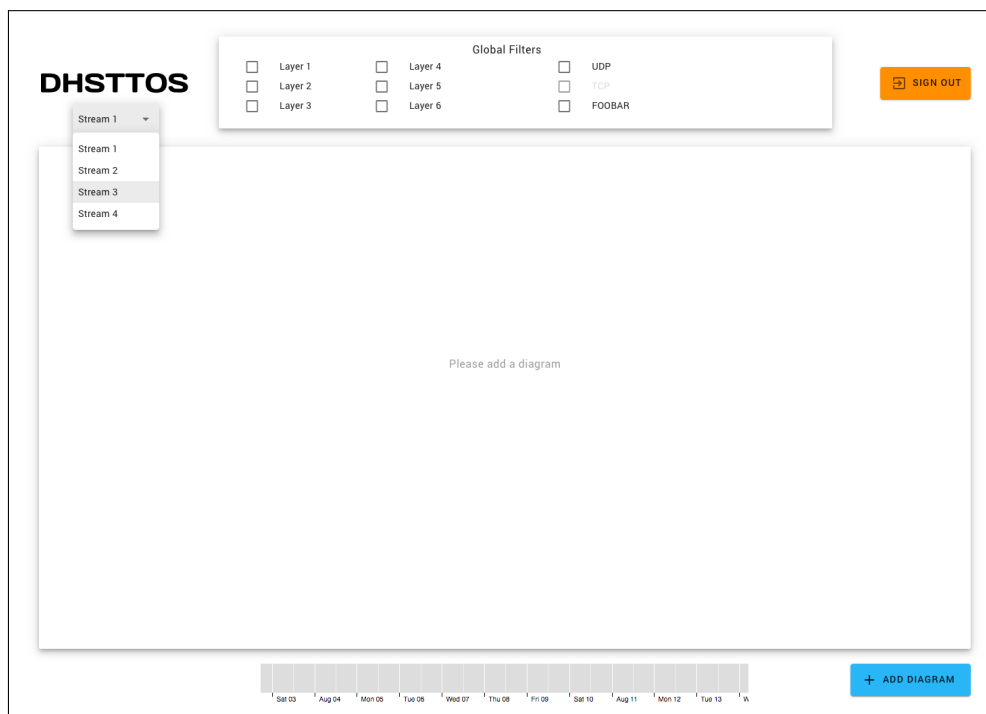 Global Filters
Layer 1 Layer 4 UDP
Layer 2 Layer 5 TCP
Layer 3 Layer 6 FOOBAR
DHSTTOS
SIGN OUT
Stream 1
Stream 1
Stream 2
Stream 3
Stream 4
Please add a diagram
Sat 03 Aug 04 Mon 05 Tue 06 Wed 07 Thu 08 Fri 09 Sat 10 Aug 11 Mon 12 Tue 13
+ ADD DIAGRAM